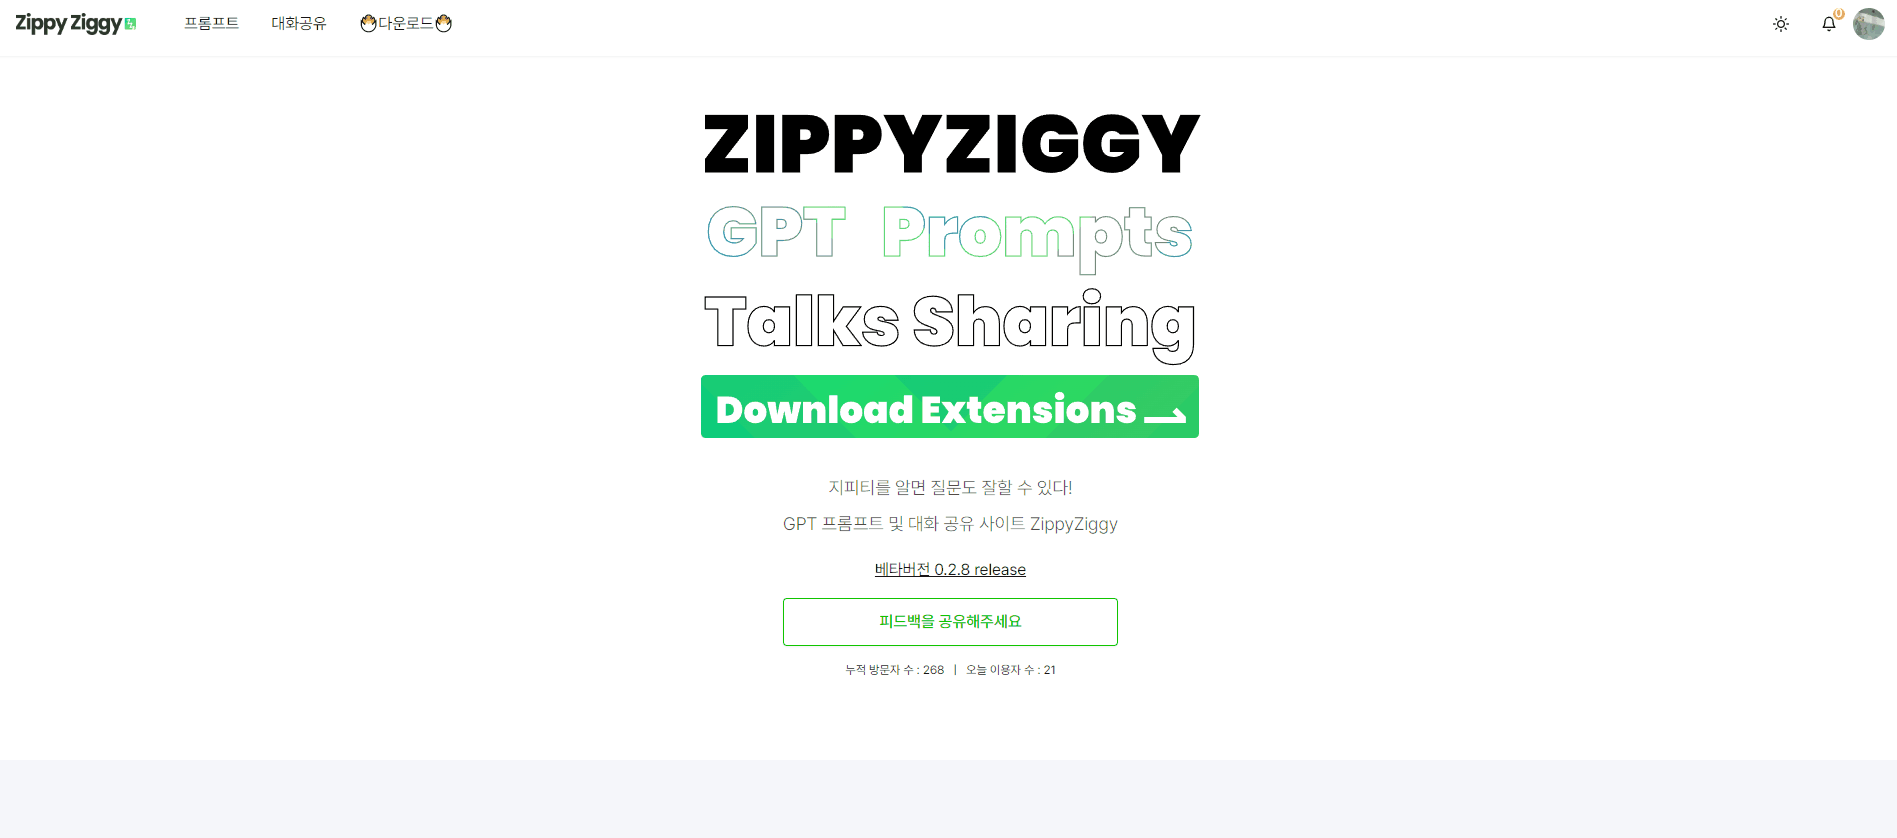 Zippy Ziggy 프롬프트 대화공유 다운로드 0
ZIPPYZIGGY
GPT Prompts
Talks Sharing
Download Extensions
지피티를 알면 질문도 잘할 수 있다!
GPT 프롬프트 및 대화 공유 사이트 ZippyZiggy
베타버전 0.2.8 release
피드백을 공유해주세요
누적 방문자 수 : 268 | 오늘 이용자 수 : 21